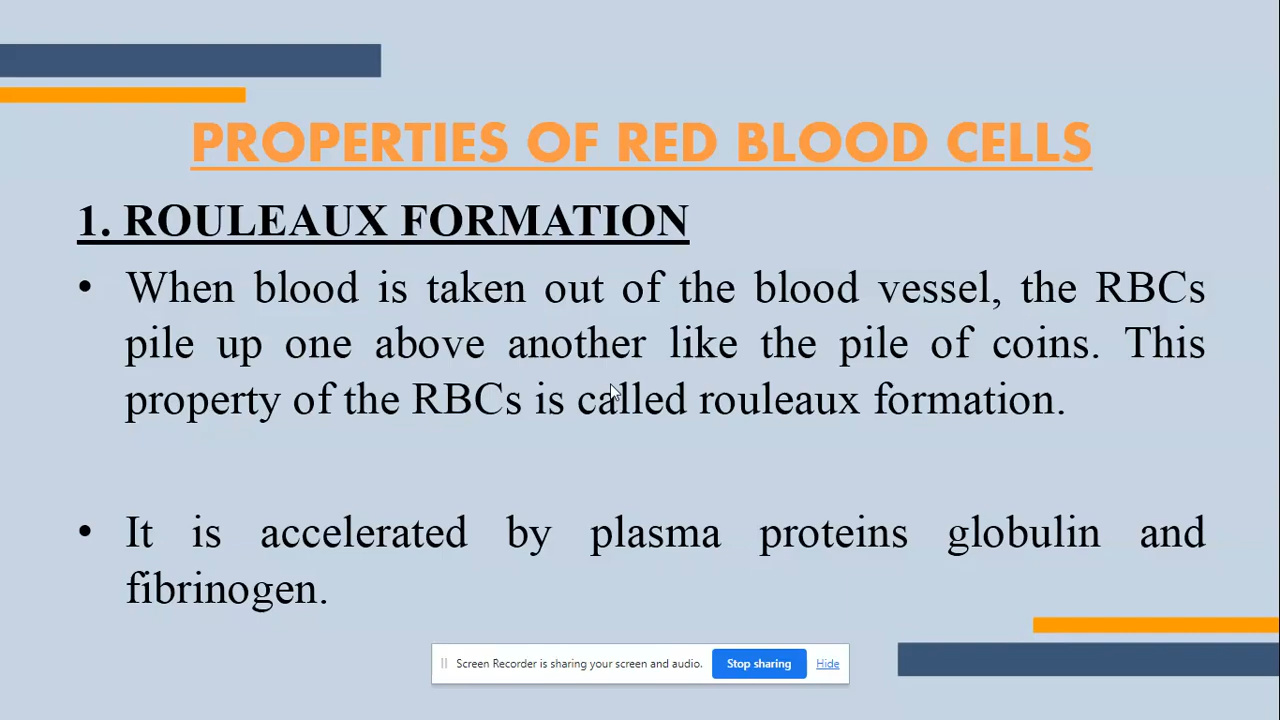 PROPERTIES OF RED BLOOD CELLS
1. ROULEAUX FORMATION
• When blood is taken out of the blood vessel, the RBCs
pile up one above another like the pile of coins. This
property of the RBCs is called rouleaux formation.
• It is accelerated by plasma proteins globulin and
fibrinogen.
Screen Recorder is sharing your screen and audio. Stop sharing Hide